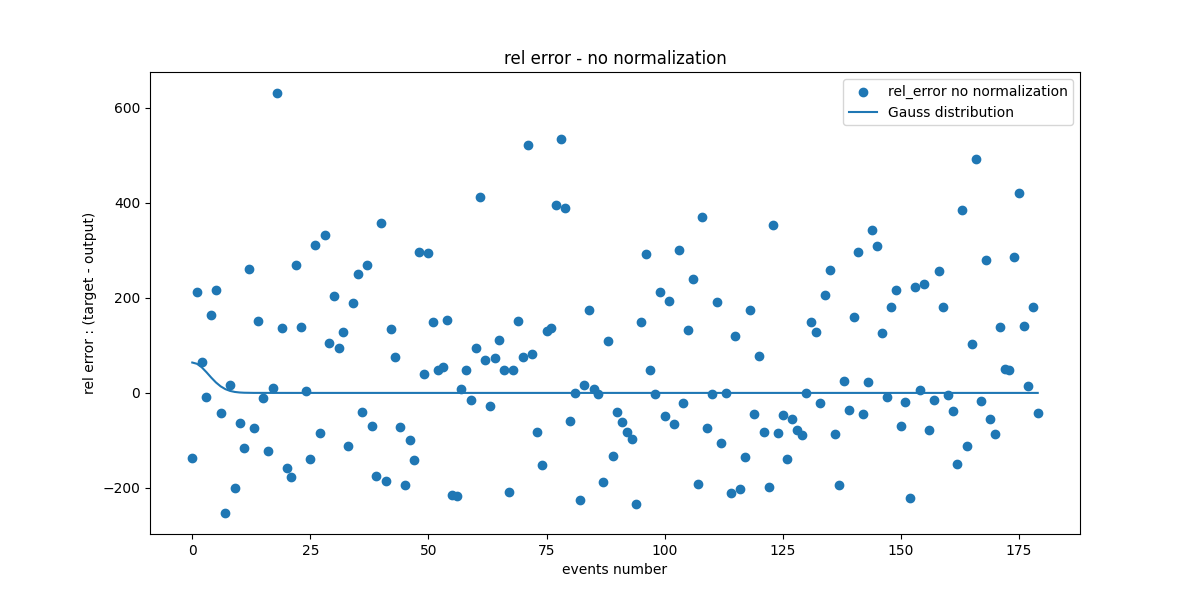 rel error - no normalization
rel_error no normalization
Gauss distribution
rel error : (target - output)
600
400
200
0
−200
0 25 50 75 100 125 150 175
events number